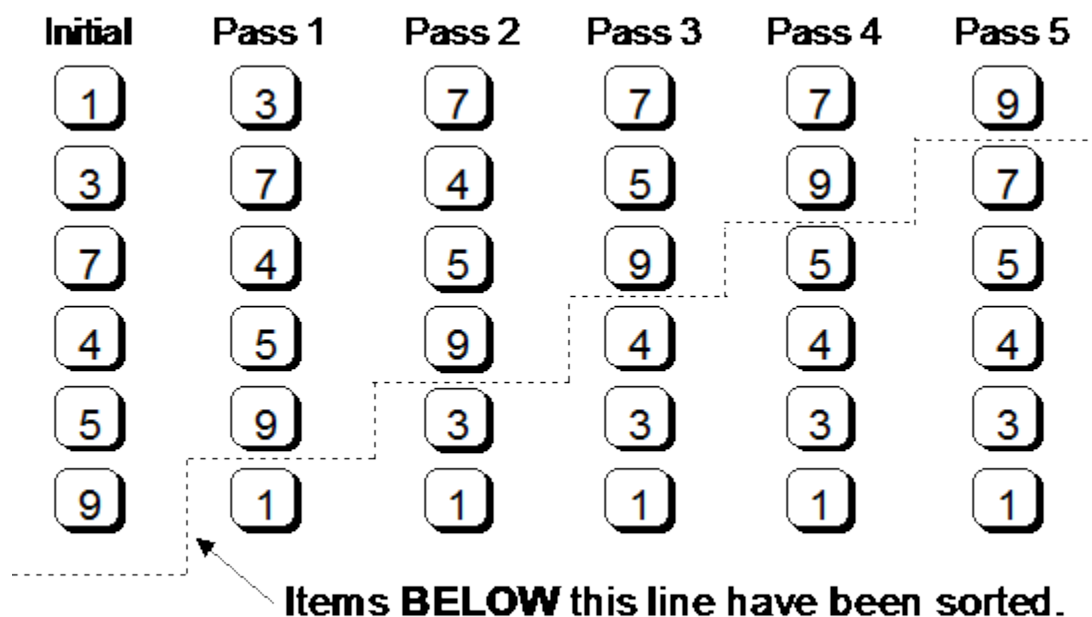 Initial Pass 1 Pass 2 Pass 3 Pass 4 Pass 5
1 3 7 7 7 9
3 7 4 5 9 7
7 4 5 9 5 5
4 5 9 4 4 4
5 9 3 3 3 3
9 1 1 1 1 1
Items BELOW this line have been sorted.